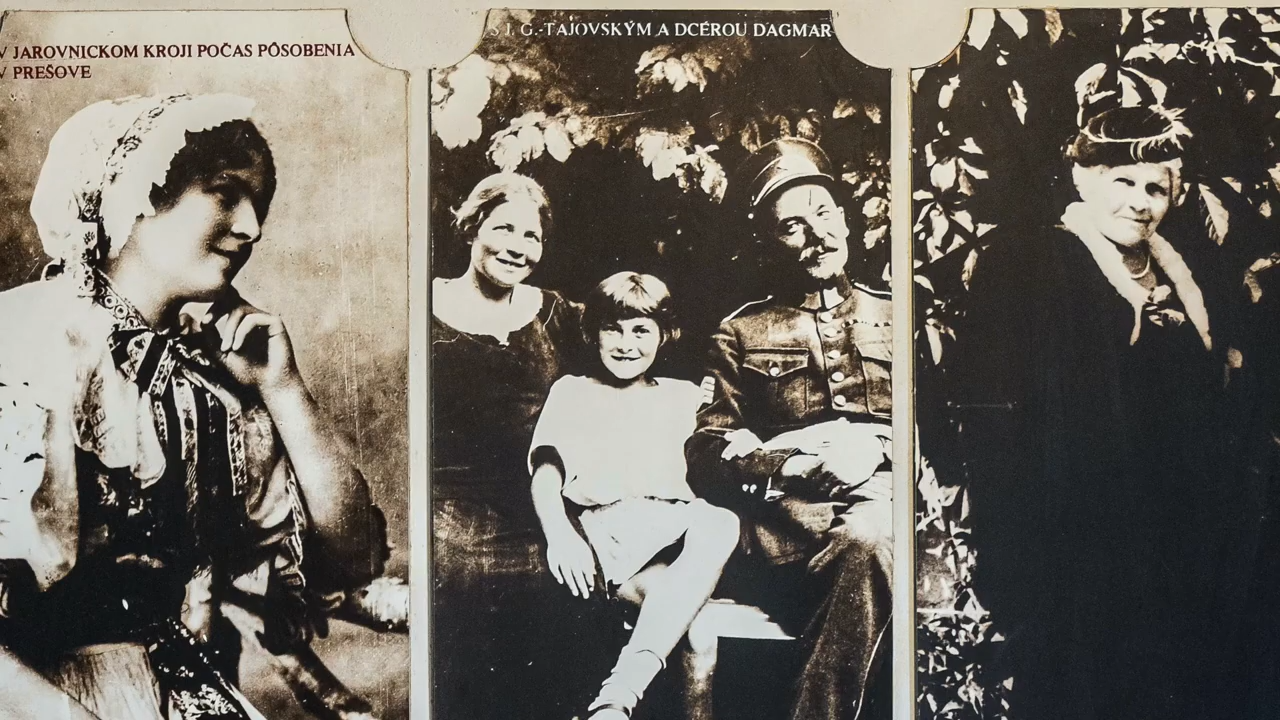 V JAROVNICKOM KROJI POČAS PÔSOBENIA
V PREŠOVE
S J. G.-TAJOVSKÝM A DCÉROU DAGMAR